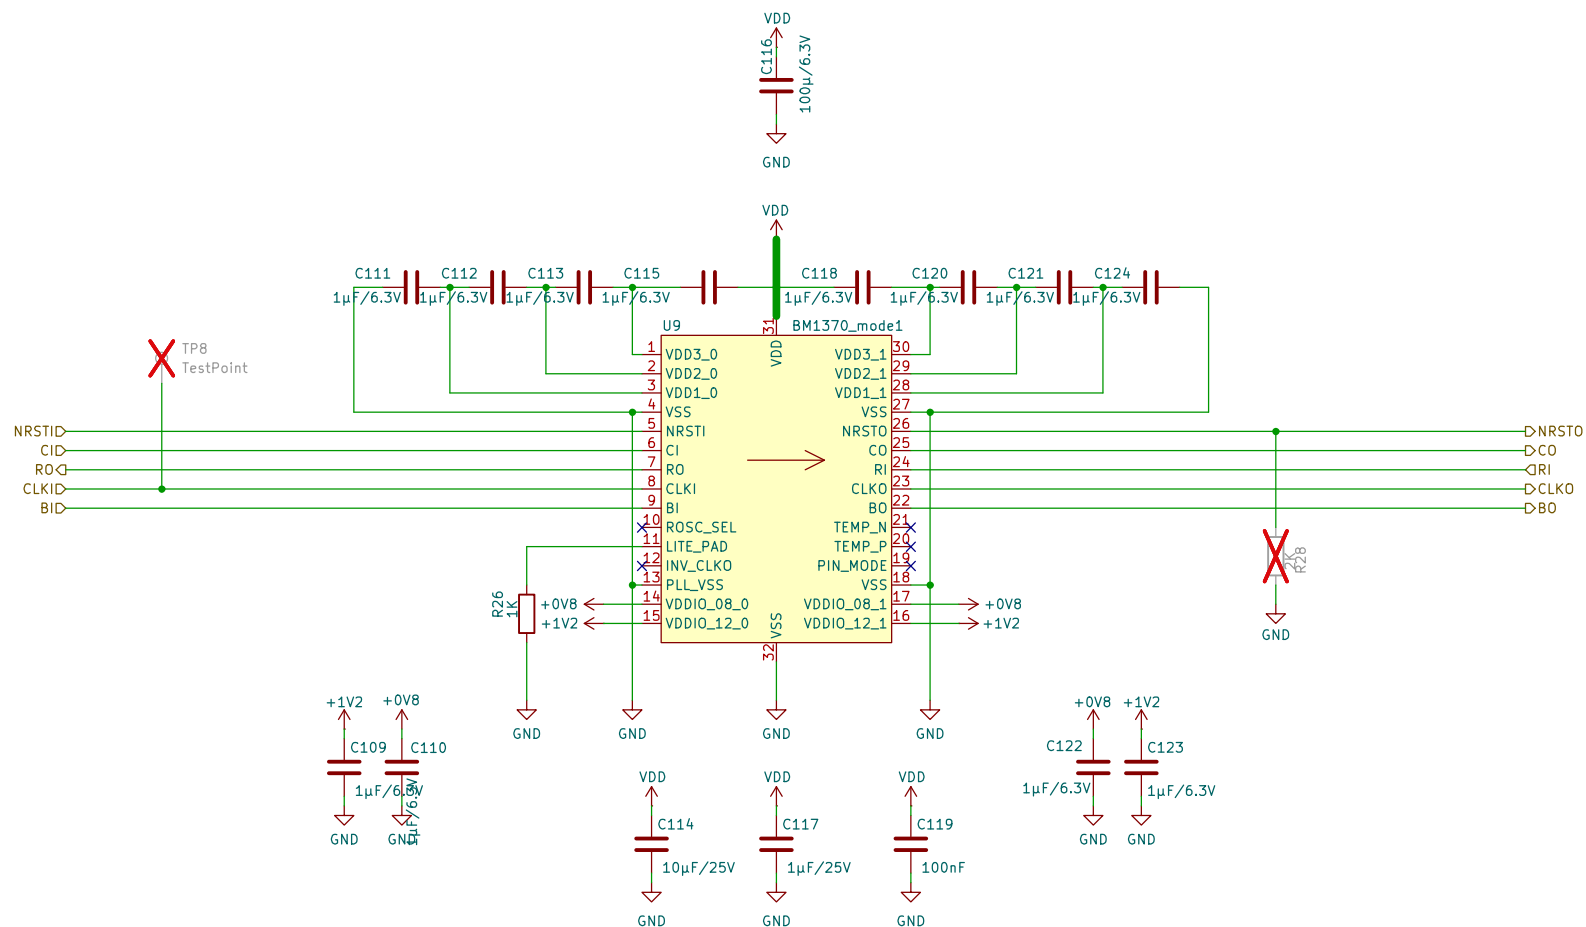 VDD
C116
100µ/6.3V
GND
VDD
C111
C112
C113
C115
C118
C120
C121
C124
1µF/6.3V
1µF/6.3V
1µF/6.3V
1µF/6.3V
1µF/6.3V
1µF/6.3V
1µF/6.3V
1µF/6.3V
U9
BM1370_mode1
TP8
TestPoint
31
VDD
1 VDD3_0
2 VDD2_0
3 VDD1_0
4 VSS
5 NRSTI
6 CI
7 RO
8 CLKI
9 BI
10 ROSC_SEL
11 LITE_PAD
12 INV_CLKO
13 PLL_VSS
14 VDDIO_08_0
15 VDDIO_12_0
VDD3_1 30
VDD2_1 29
VDD1_1 28
VSS 27
NRSTO 26
CO 25
RI 24
CLKO 23
BO 22
TEMP_N 21
TEMP_P 20
PIN_MODE 19
VSS 18
VDDIO_08_1 17
VDDIO_12_1 16
VSS
32
NRSTI
CI
RO
CLKI
BI
NRSTO
CO
RI
CLKO
BO
R26
1K
+0V8
+1V2
+0V8
+1V2
2K
R28
GND
GND
GND
GND
GND
+1V2
C109
1µF/6.3V
GND
+0V8
C110
1µF/6.3V
GND
+0V8
C122
1µF/6.3V
GND
+1V2
C123
1µF/6.3V
GND
VDD
C114
10µF/25V
GND
VDD
C117
1µF/25V
GND
VDD
C119
100nF
GND